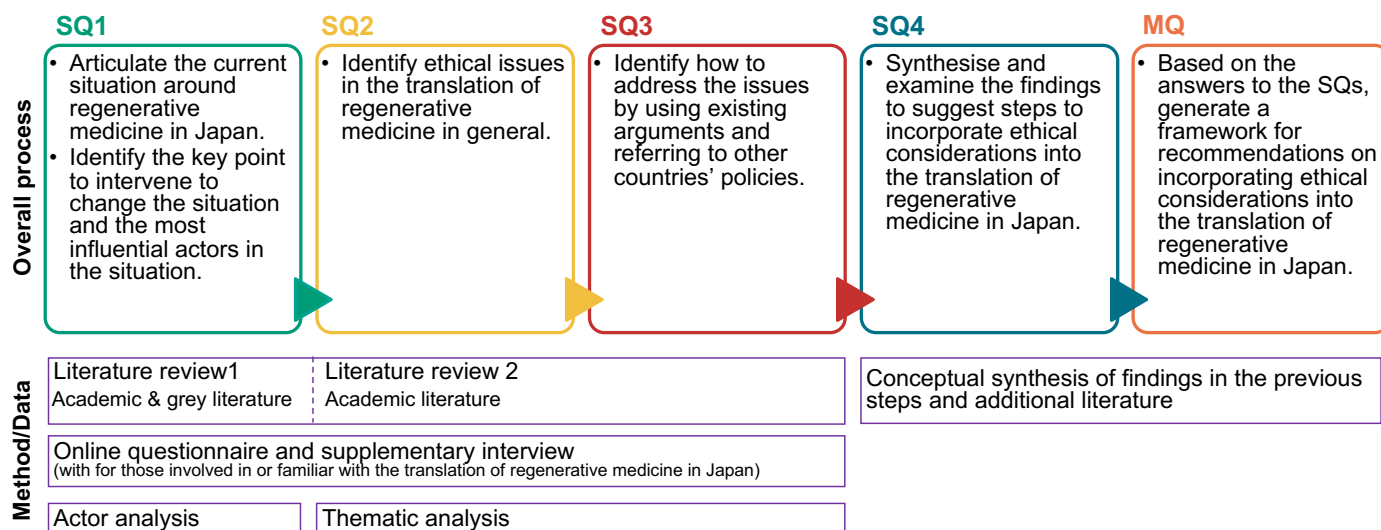 SQ1
SQ2
SQ3
SQ4
MQ
Overall process
• Articulate the current
situation around
regenerative
medicine in Japan.
• Identify the key point
to intervene to
change the situation
and the most
influential actors in
the situation.
• Identify ethical issues
in the translation of
regenerative
medicine in general.
• Identify how to
address the issues
by using existing
arguments and
referring to other
countries’ policies.
• Synthesise and
examine the findings
to suggest steps to
incorporate ethical
considerations into
the translation of
regenerative
medicine in Japan.
• Based on the
answers to the SQs,
generate a
framework for
recommendations on
incorporating ethical
considerations into
the translation of
regenerative
medicine in Japan.
Method/Data
Literature review1
Academic & grey literature
Literature review 2
Academic literature
Conceptual synthesis of findings in the previous
steps and additional literature
Online questionnaire and supplementary interview
(with for those involved in or familiar with the translation of regenerative medicine in Japan)
Actor analysis
Thematic analysis